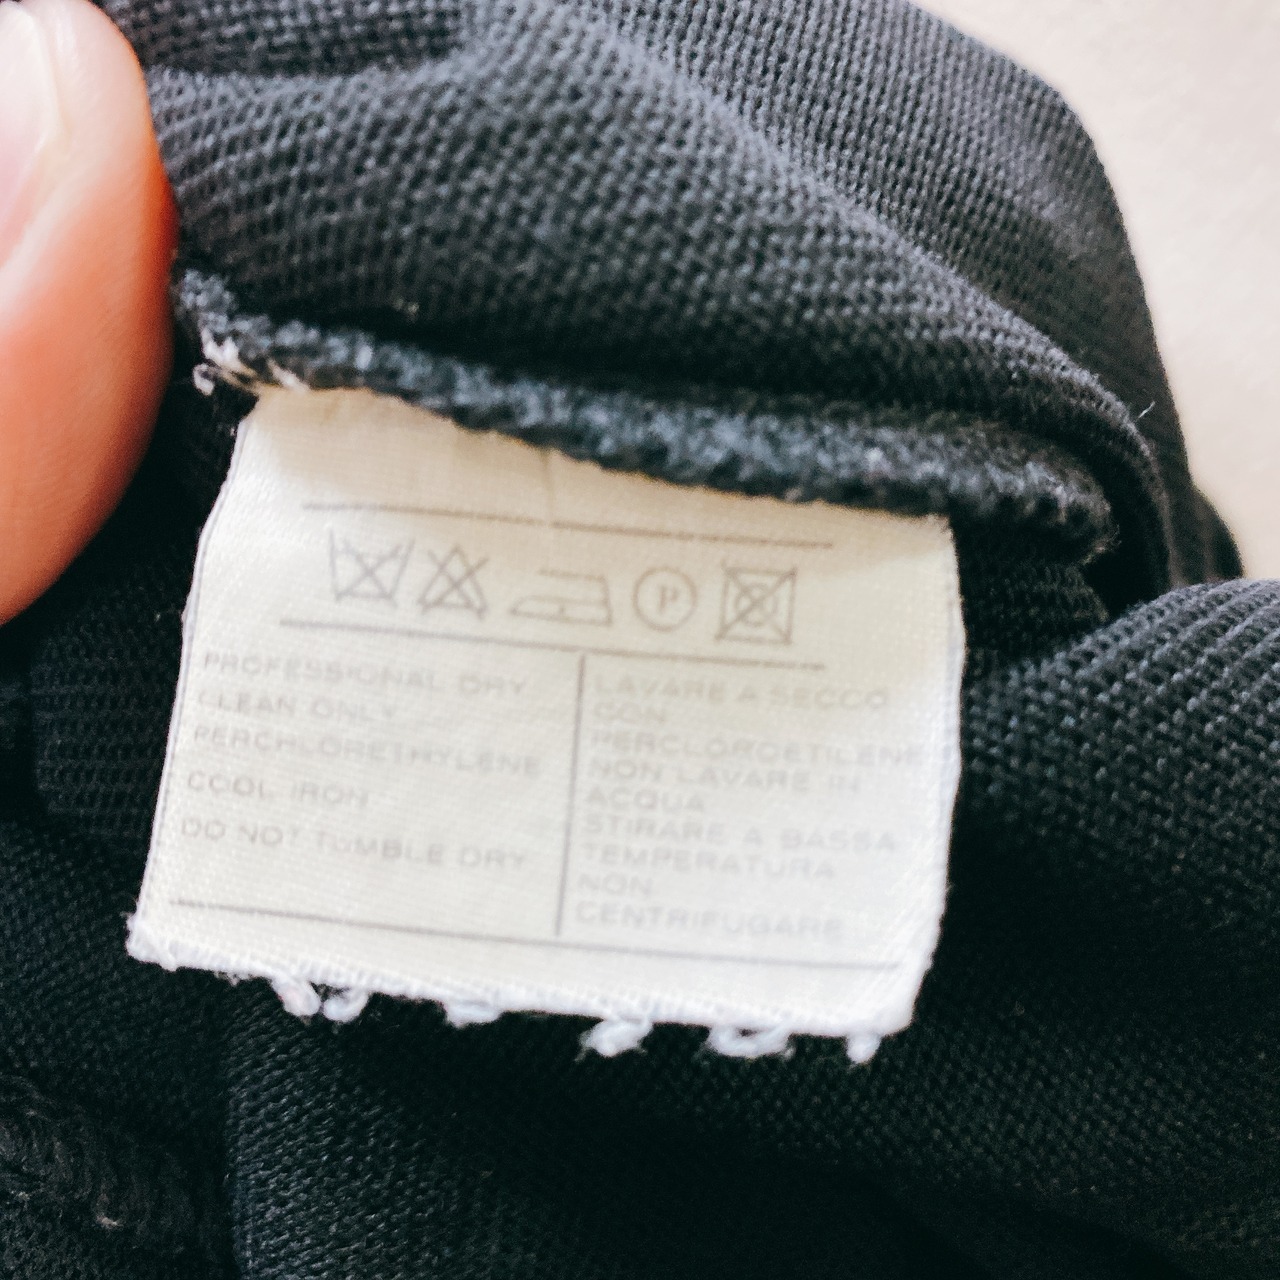 P
PROFESSIONAL DRY
CLEAN ONLY
PERCHLORETHYLENE
COOL IRON
DO NOT TUMBLE DRY
LAVARE A SECCO
CON
PERCLOROETILENE
NON LAVARE IN
ACQUA
STIRARE A BASSA
TEMPERATURA
NON
CENTRIFUGARE